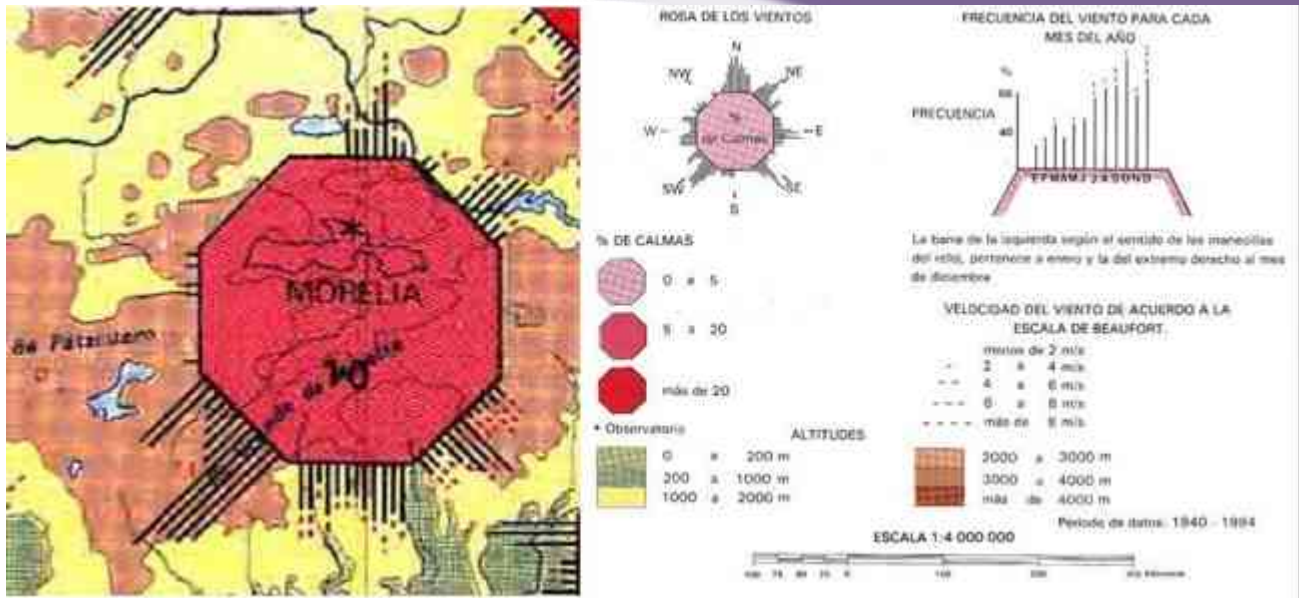 MORELIA
de
ROSA DE LOS VIENTOS
N
NW
NE
W
%
de Calmas
E
SW
SE
S
FRECUENCIA DEL VIENTO PARA CADA
MES DEL AÑO
%
FRECUENCIA
40
La barra de la izquierda según el sentido de las manecillas
del reloj, pertenece a enero y la del extremo derecho al mes
de diciembre
% DE CALMAS
0 a 5
5 a 20
más de 20
• Observatorio
VELOCIDAD DEL VIENTO DE ACUERDO A LA
ESCALA DE BEAUFORT.
menos de 2 m/s
2 a 4 m/s
4 a 6 m/s
6 a 8 m/s
más de 8 m/s
ALTITUDES
0 a 200 m
200 a 1000 m
1000 a 2000 m
2000 a 3000 m
3000 a 4000 m
más de 4000 m
Periodo de datos: 1940 - 1994
ESCALA 1:4 000 000